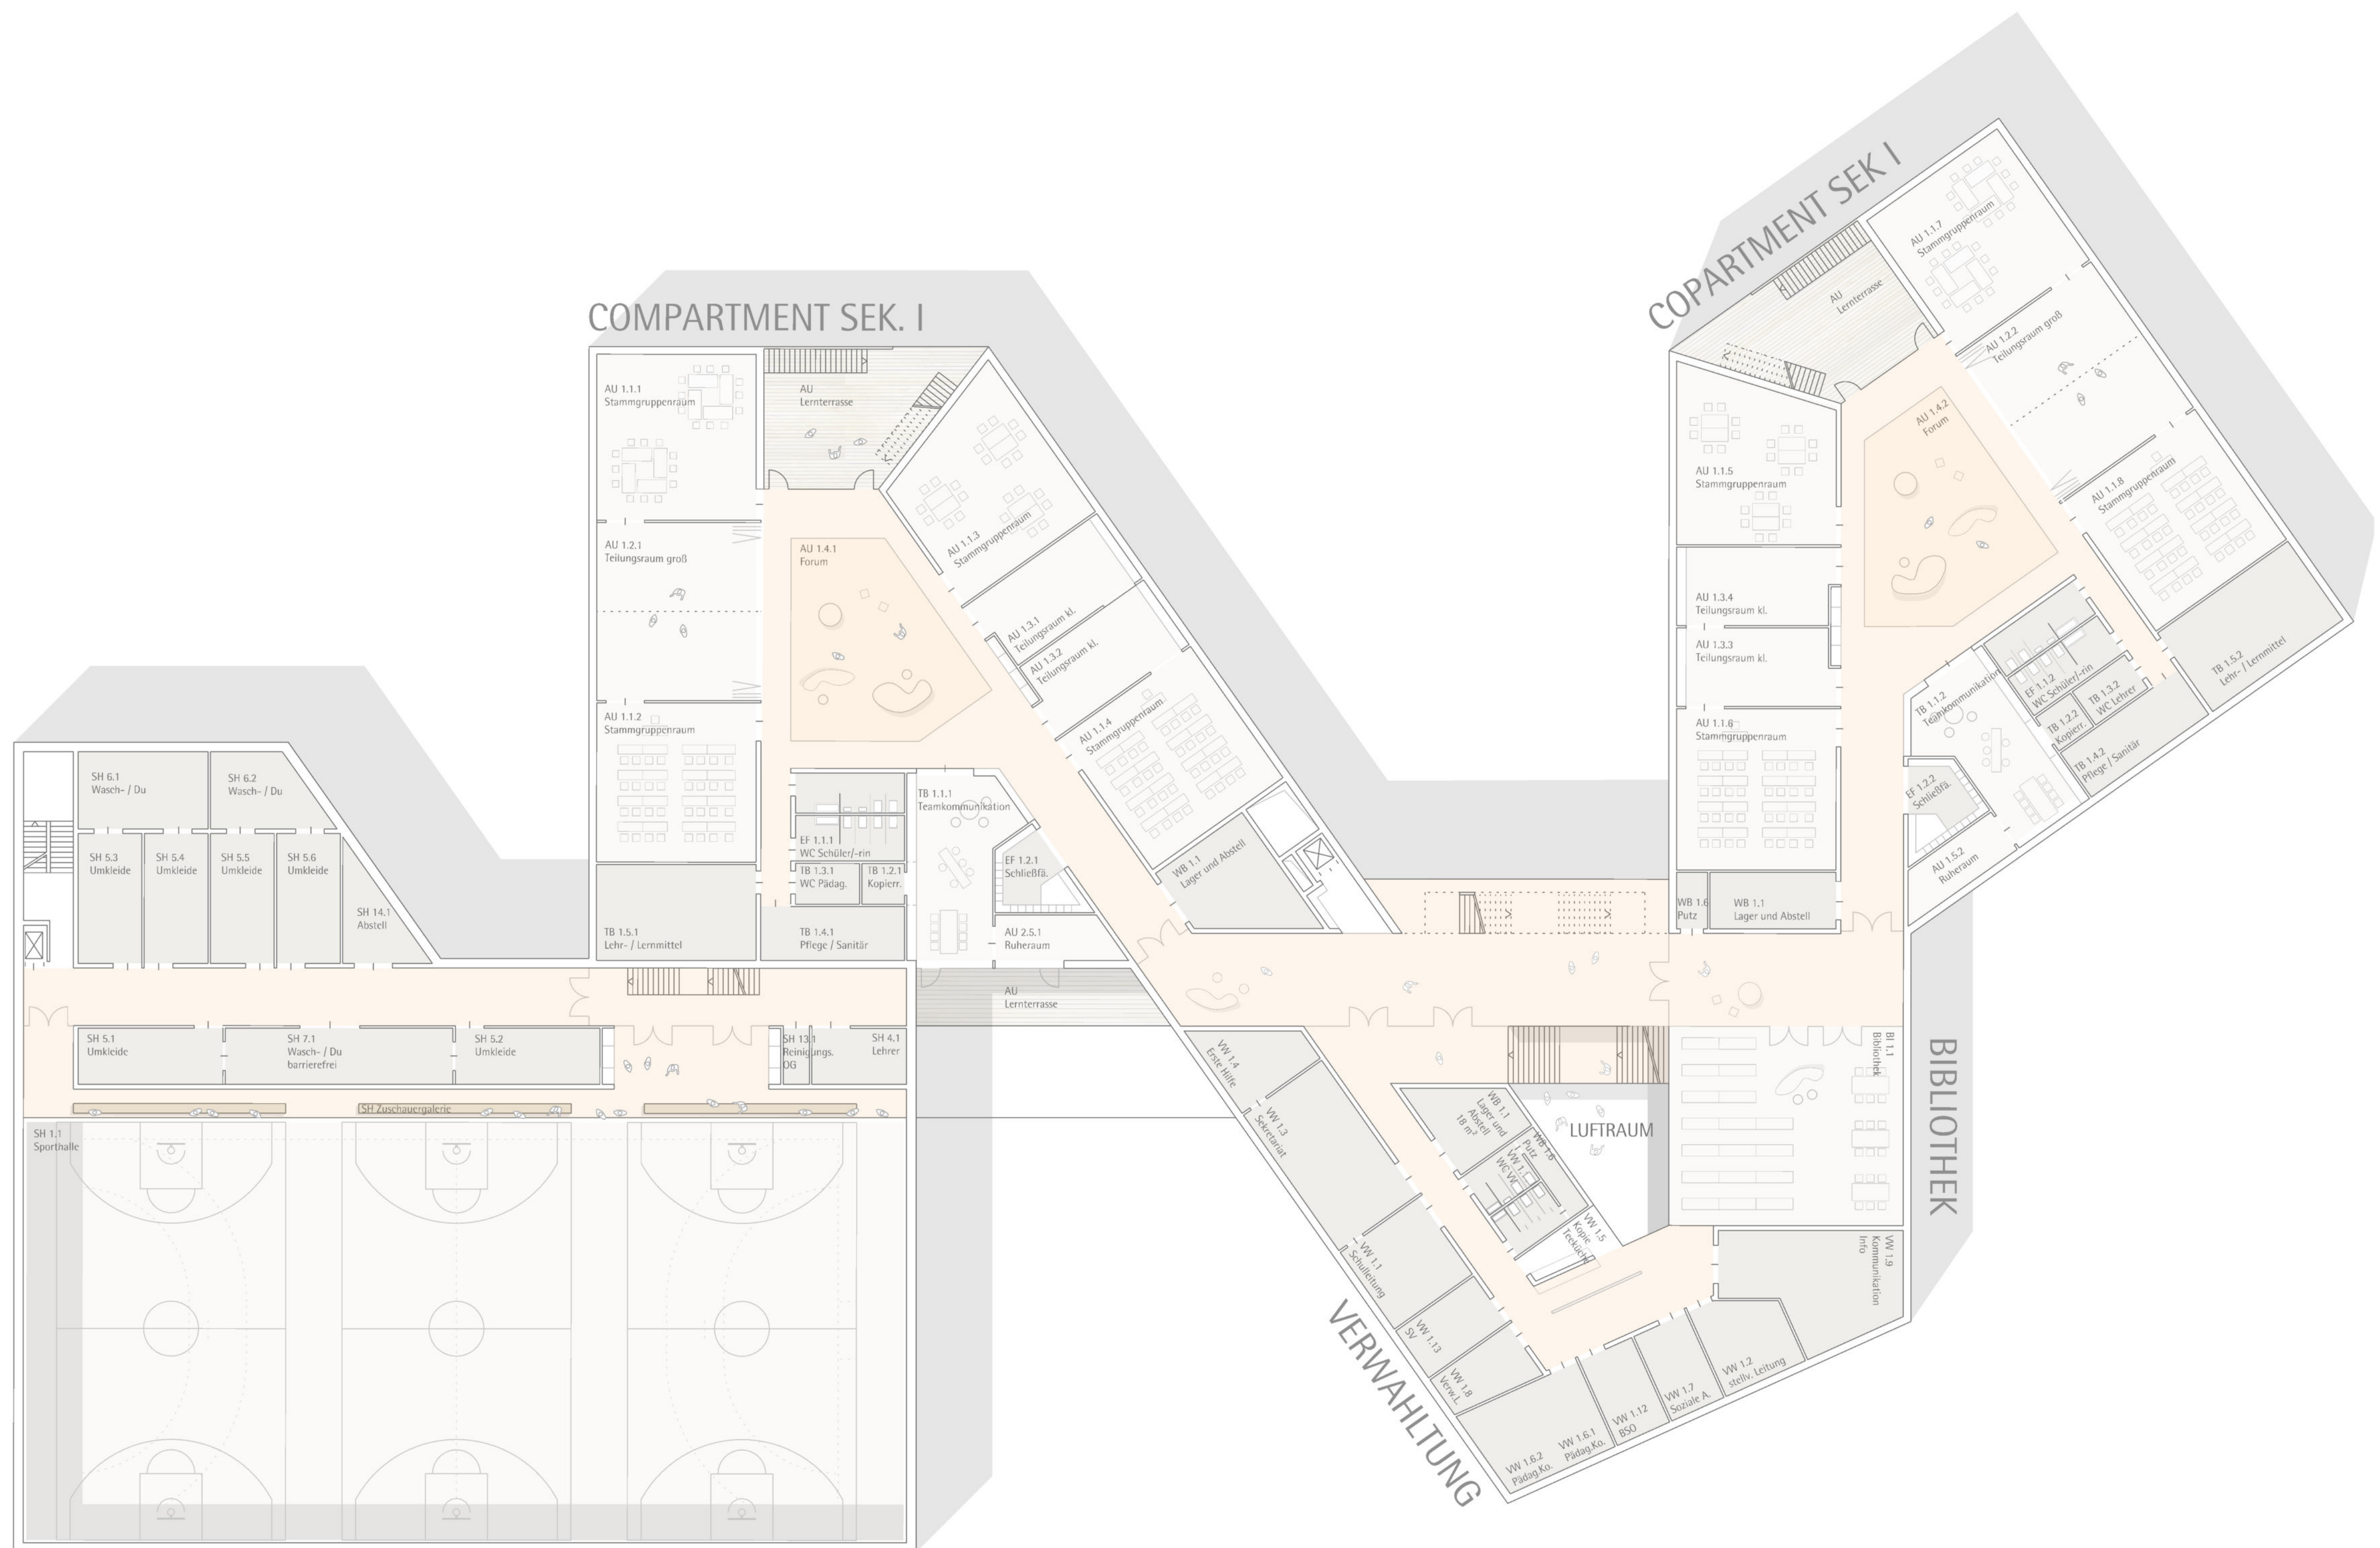 COPARTMENT SEK I
AU 1.1.7
Stammgruppenraum
AU
Lernterrasse
AU 1.2.2
Teilungsraum groß
AU 1.4.2
Forum
AU 1.1.5
Stammgruppenraum
AU 1.1.8
Stammgruppenraum
AU 1.3.4
Teilungsraum kl.
AU 1.3.3
Teilungsraum kl.
AU 1.1.6
Stammgruppenraum
TB 1.1.2
Teamkommunikation
EF 1.1.2
WC Schüler/-rin
TB 1.3.2
WC Lehrer
TB 1.2.2
Kopierr.
TB 1.4.2
Pflege / Sanitär
TB 1.5.2
Lehr- / Lernmittel
EF 1.2.2
Schließfä.
AU 1.5.2
Ruheraum
WB 1.6
Putz
WB 1.1
Lager und Abstell
COMPARTMENT SEK. I
AU 1.1.1
Stammgruppenraum
AU
Lernterrasse
AU 1.1.3
Stammgruppenraum
AU 1.2.1
Teilungsraum groß
AU 1.4.1
Forum
AU 1.3.1
Teilungsraum kl.
AU 1.3.2
Teilungsraum kl.
AU 1.1.2
Stammgruppenraum
AU 1.1.4
Stammgruppenraum
TB 1.1.1
Teamkommunikation
EF 1.1.1
WC Schüler/-rin
TB 1.3.1
WC Pädag.
TB 1.2.1
Kopierr.
EF 1.2.1
Schließfä.
WB 1.1
Lager und Abstell
TB 1.5.1
Lehr- / Lernmittel
TB 1.4.1
Pflege / Sanitär
AU 2.5.1
Ruheraum
AU
Lernterrasse
SH 6.1
Wasch- / Du
SH 6.2
Wasch- / Du
SH 5.3
Umkleide
SH 5.4
Umkleide
SH 5.5
Umkleide
SH 5.6
Umkleide
SH 14.1
Abstell
SH 5.1
Umkleide
SH 7.1
Wasch- / Du
barrierefrei
SH 5.2
Umkleide
SH 13.1
Reinigungs.
OG
SH 4.1
Lehrer
SH Zuschauergalerie
SH 1.1
Sporthalle
VW 1.4
Erste Hilfe
VW 1.3
Sekretariat
VW 1.1
Schulleitung
VW 1.13
SV
VW 1.8
Verw.L.
VW 1.6.2
Pädag.Ko.
VW 1.6.1
Pädag.Ko.
VW 1.12
BSO
VW 1.7
Soziale A.
VW 1.2
stellv. Leitung
VW 1.9
Kommunikation
Info
WB 1.1
Lager und
Abstell
18 m²
WB 1.6
Putz
WC VW
VW 1.5
Kopie
Teeküche
LUFTRAUM
BI 1.1
Bibliothek
BIBLIOTHEK
VERWAHLTUNG